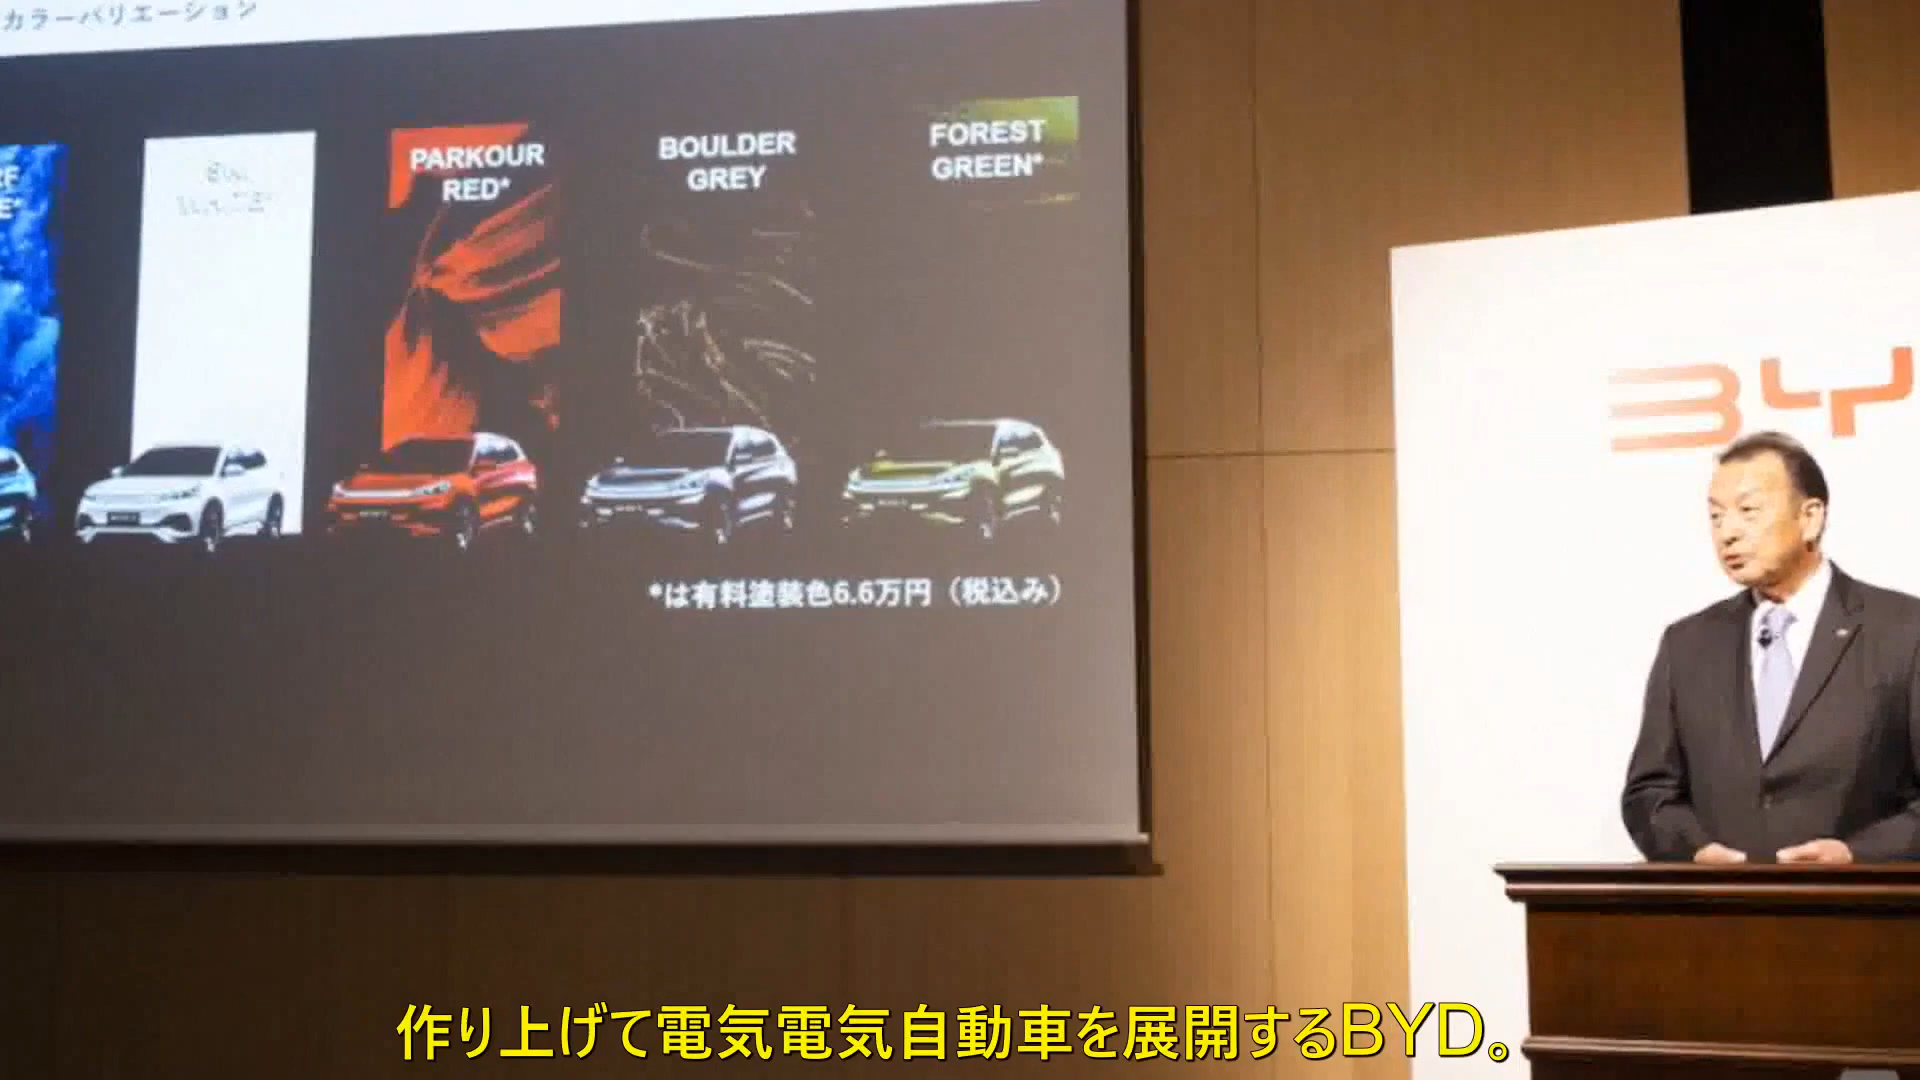 カラーバリエーション
PARKOUR
RED*
BOULDER
GREY
FOREST
GREEN*
*は有料塗装色6.6万円（税込み）
BY
作り上げて電気電気自動車を展開するBYD。